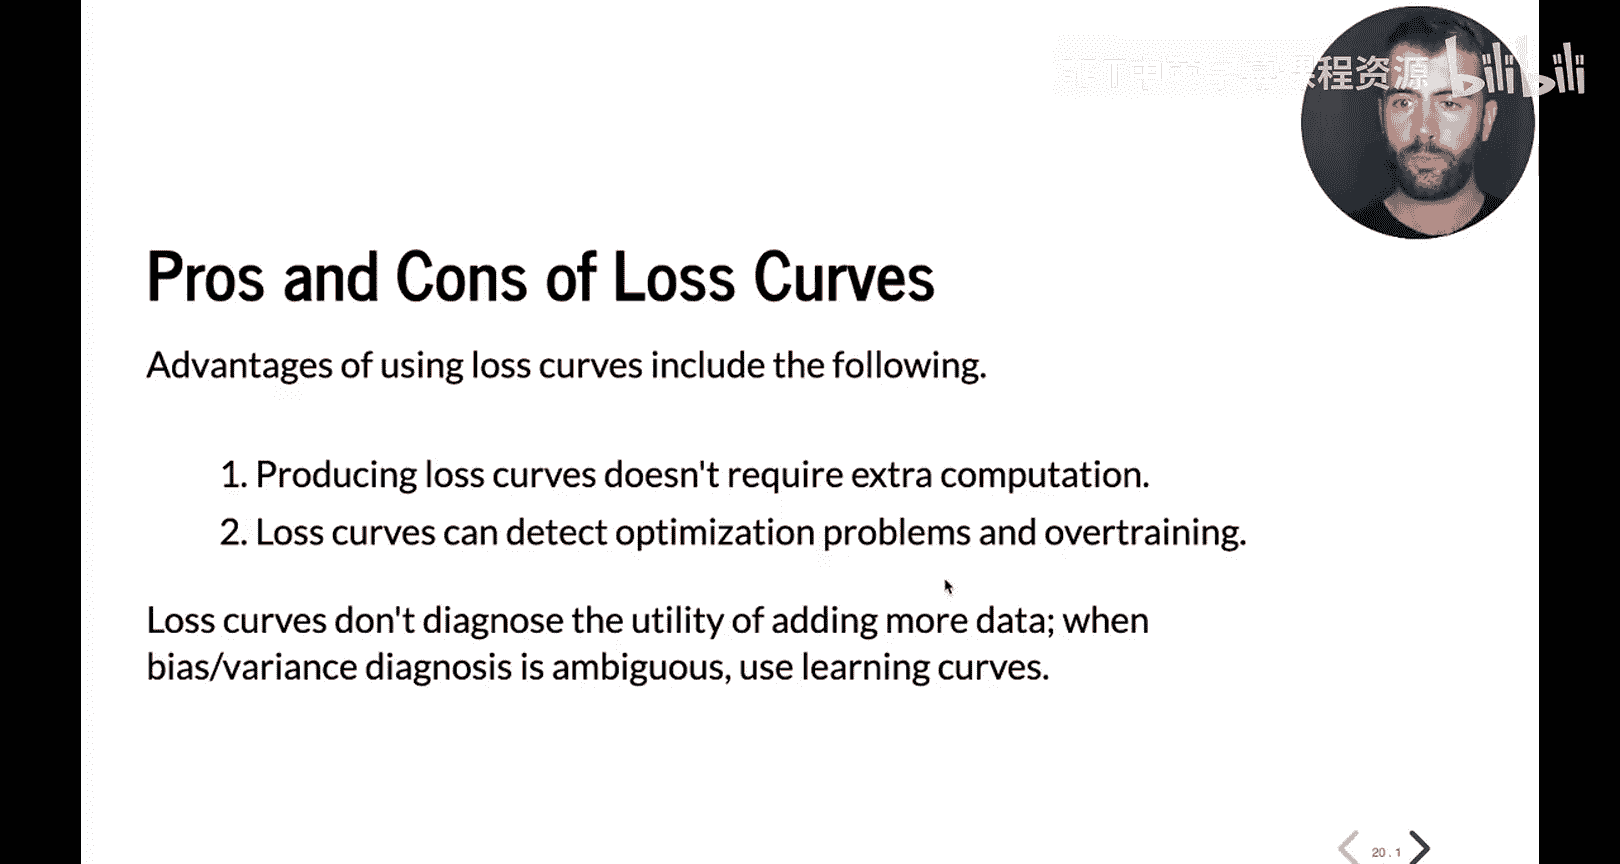 课程资源 bilibili
Pros and Cons of Loss Curves
Advantages of using loss curves include the following.
1. Producing loss curves doesn't require extra computation.
2. Loss curves can detect optimization problems and overtraining.
Loss curves don't diagnose the utility of adding more data; when
bias/variance diagnosis is ambiguous, use learning curves.
20 . 1